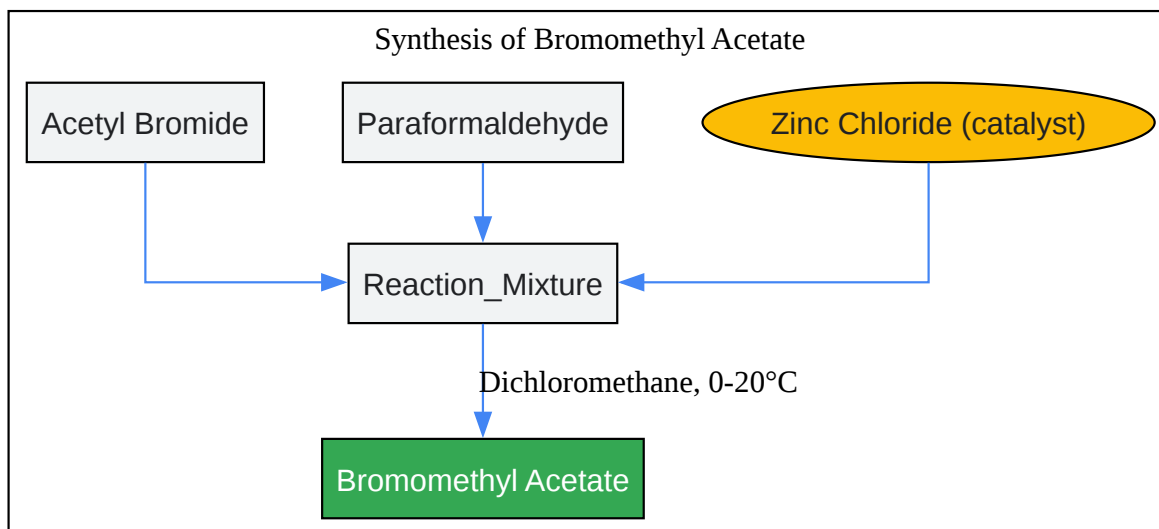 Synthesis of Bromomethyl Acetate
Acetyl Bromide
Paraformaldehyde
Zinc Chloride (catalyst)
Reaction_Mixture
Dichloromethane, 0-20°C
Bromomethyl Acetate